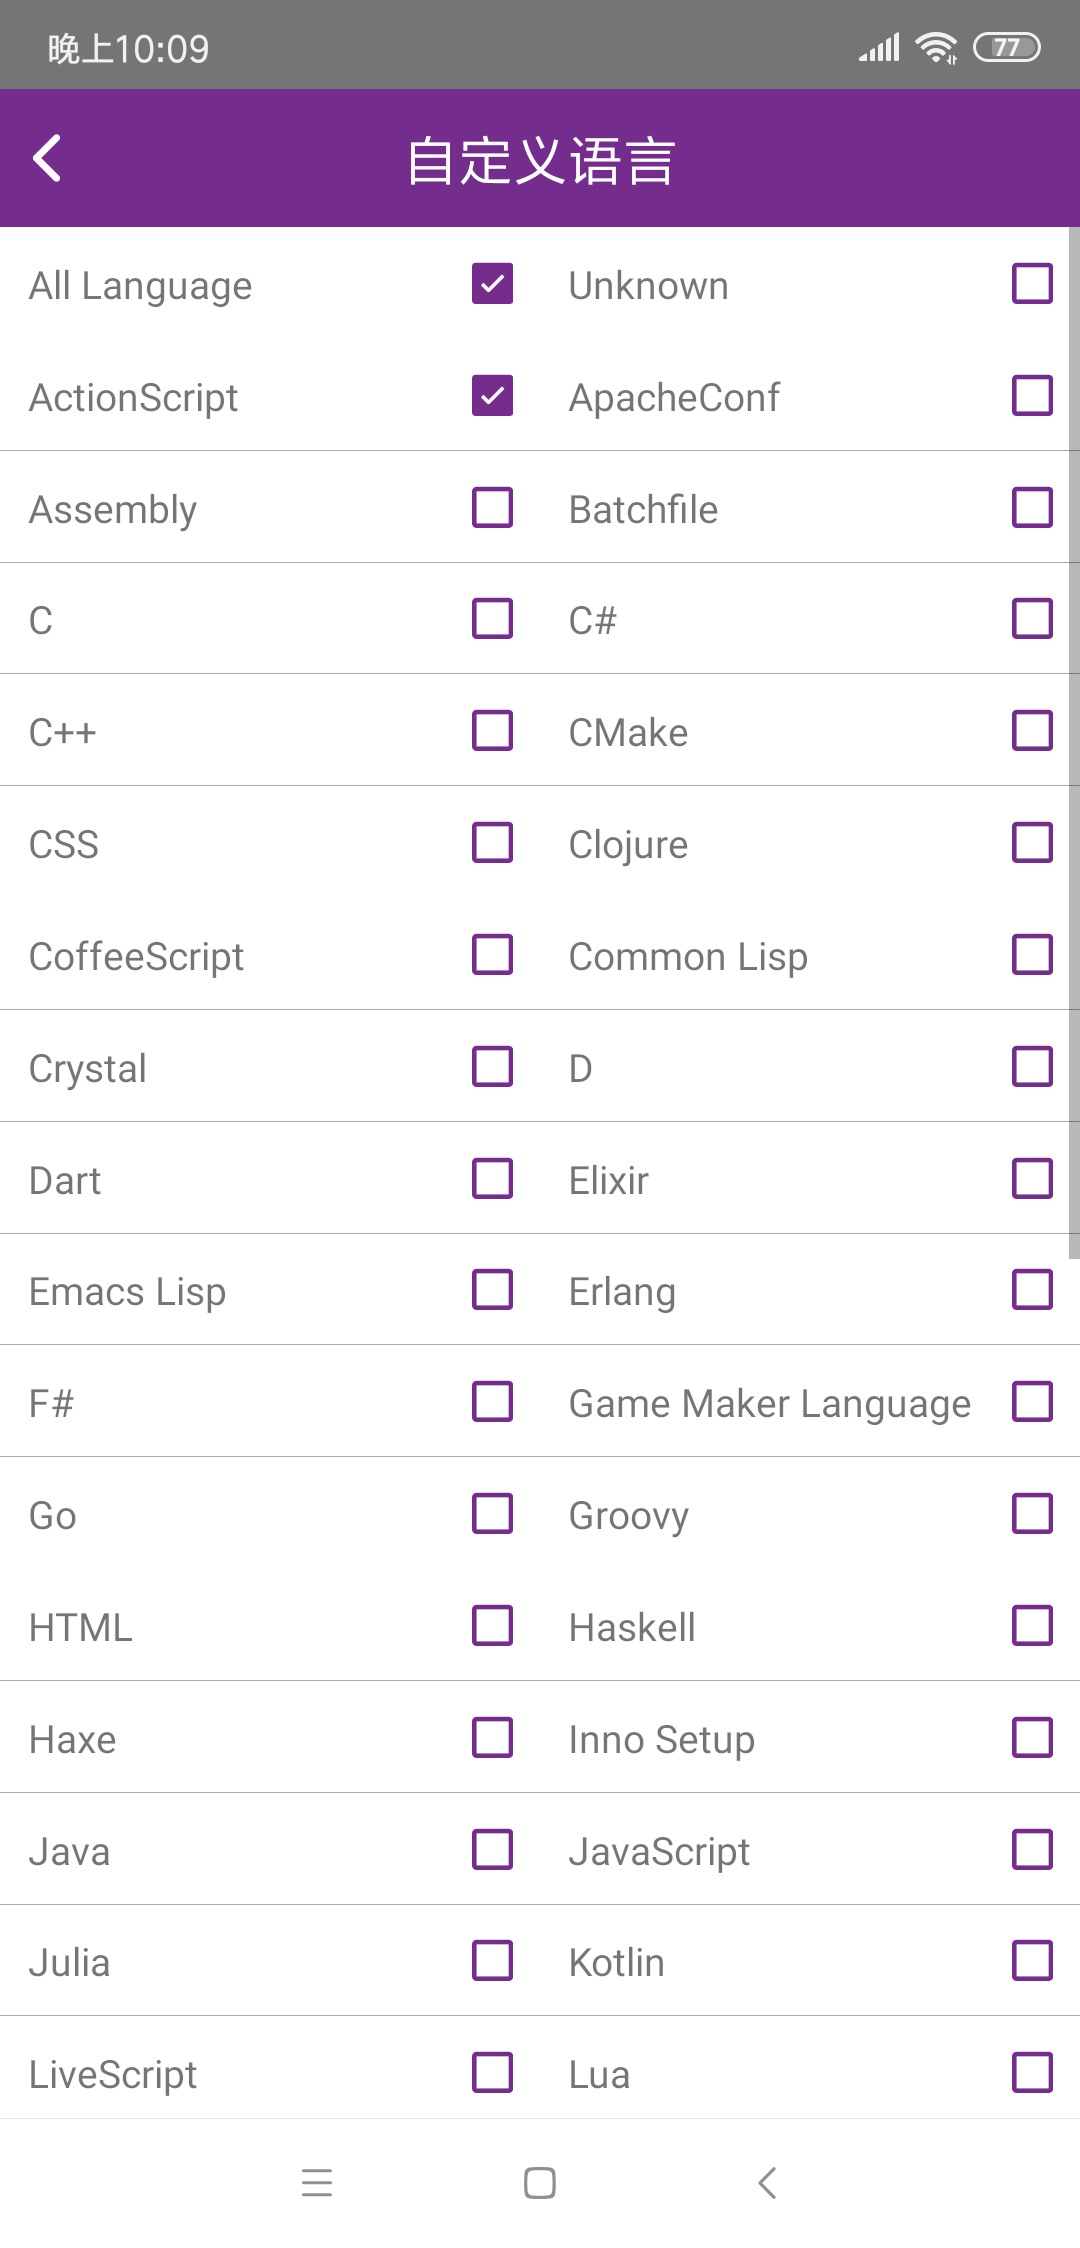 晚上10:09 77
自定义语言
All Language Unknown
ActionScript ApacheConf
Assembly Batchfile
C C#
C++ CMake
CSS Clojure
CoffeeScript Common Lisp
Crystal D
Dart Elixir
Emacs Lisp Erlang
F# Game Maker Language
Go Groovy
HTML Haskell
Haxe Inno Setup
Java JavaScript
Julia Kotlin
LiveScript Lua